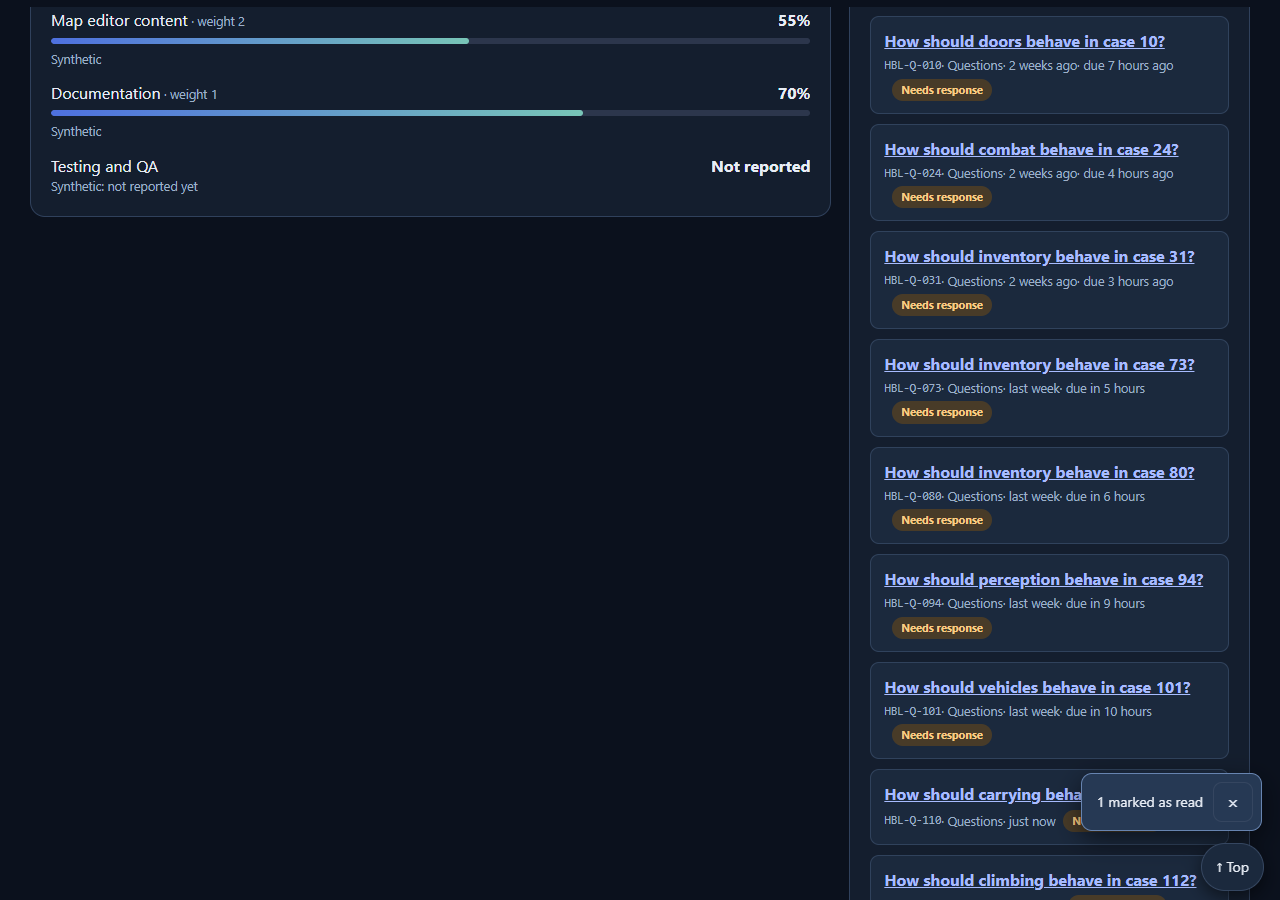 Map editor content · weight 2 55%
Synthetic
Documentation · weight 1 70%
Synthetic
Testing and QA Not reported
Synthetic: not reported yet
How should doors behave in case 10?
HBL-Q-010· Questions· 2 weeks ago· due 7 hours ago
Needs response
How should combat behave in case 24?
HBL-Q-024· Questions· 2 weeks ago· due 4 hours ago
Needs response
How should inventory behave in case 31?
HBL-Q-031· Questions· 2 weeks ago· due 3 hours ago
Needs response
How should inventory behave in case 73?
HBL-Q-073· Questions· last week· due in 5 hours
Needs response
How should inventory behave in case 80?
HBL-Q-080· Questions· last week· due in 6 hours
Needs response
How should perception behave in case 94?
HBL-Q-094· Questions· last week· due in 9 hours
Needs response
How should vehicles behave in case 101?
HBL-Q-101· Questions· last week· due in 10 hours
Needs response
How should carrying beha
HBL-Q-110· Questions· just now N
1 marked as read ×
How should climbing behave in case 112?
↑ Top